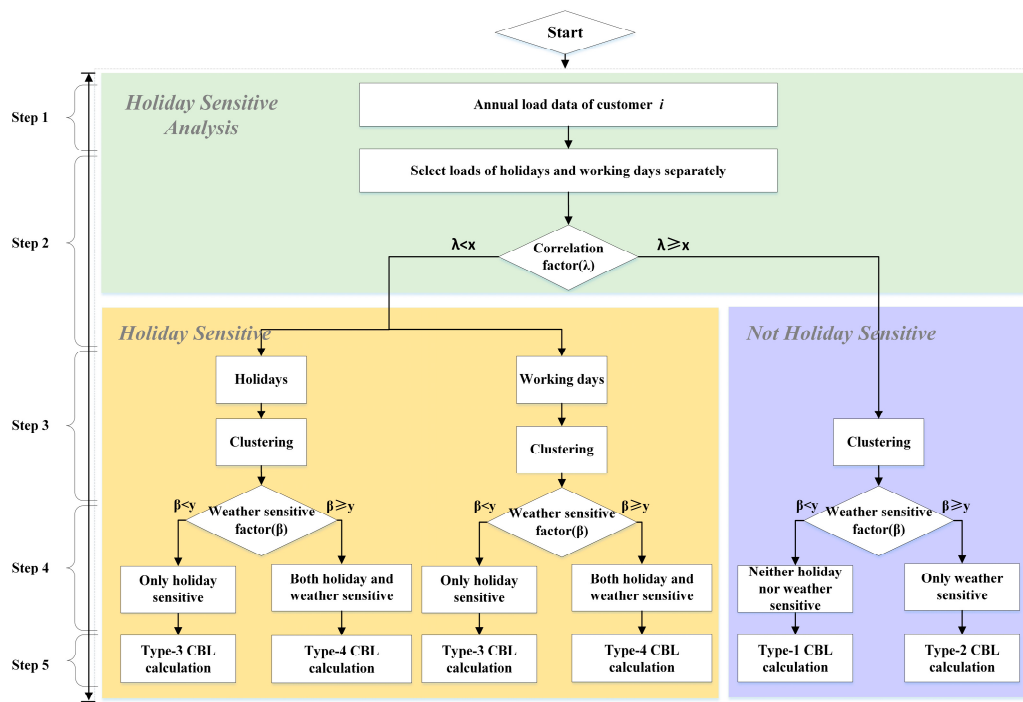 Start
Holiday Sensitive
Analysis
Step 1
Annual load data of customer i
Select loads of holidays and working days separately
Step 2
λ<x
Correlation
factor(λ)
λ≥x
Holiday Sensitive
Not Holiday Sensitive
Step 3
Holidays
Working days
Clustering
Clustering
Clustering
β<y
Weather sensitive
factor(β)
β≥y
β<y
Weather sensitive
factor(β)
β≥y
β<y
Weather sensitive
factor(β)
β≥y
Step 4
Only holiday
sensitive
Both holiday and
weather sensitive
Only holiday
sensitive
Both holiday and
weather sensitive
Neither holiday
nor weather
sensitive
Only weather
sensitive
Step 5
Type-3 CBL
calculation
Type-4 CBL
calculation
Type-3 CBL
calculation
Type-4 CBL
calculation
Type-1 CBL
calculation
Type-2 CBL
calculation